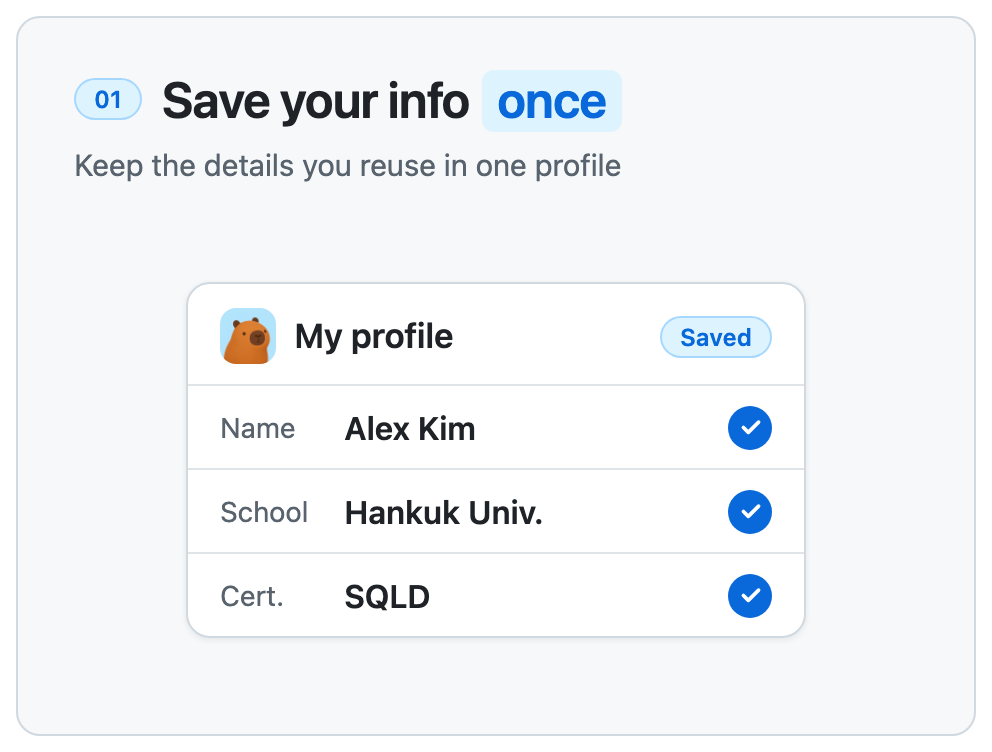 01 Save your info once
Keep the details you reuse in one profile
My profile Saved
Name Alex Kim
School Hankuk Univ.
Cert. SQLD